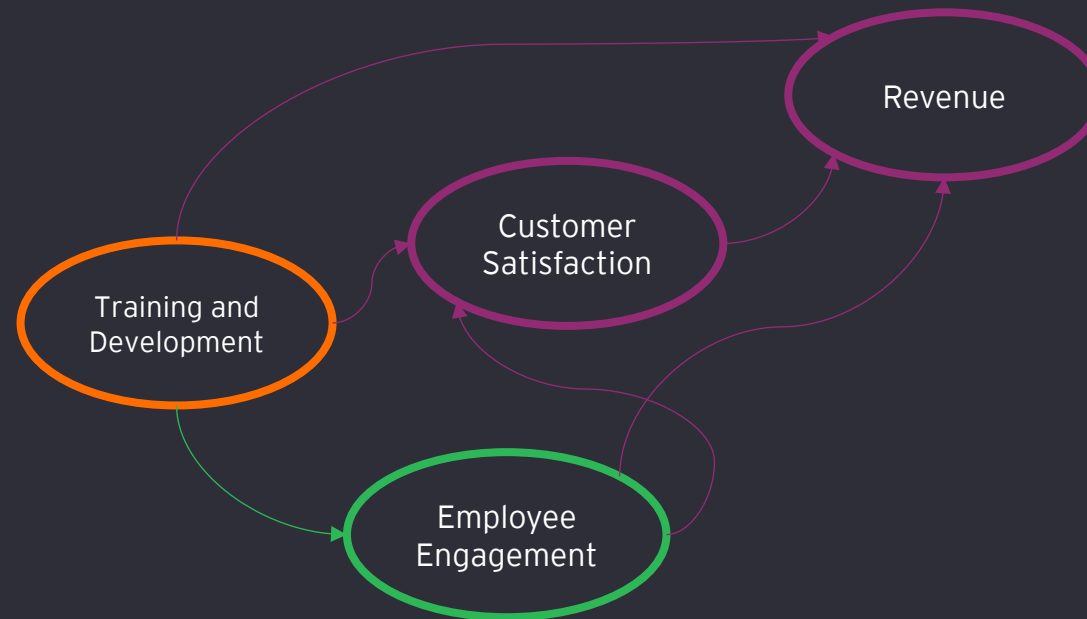 Revenue
Customer
Satisfaction
Training and
Development
Employee
Engagement